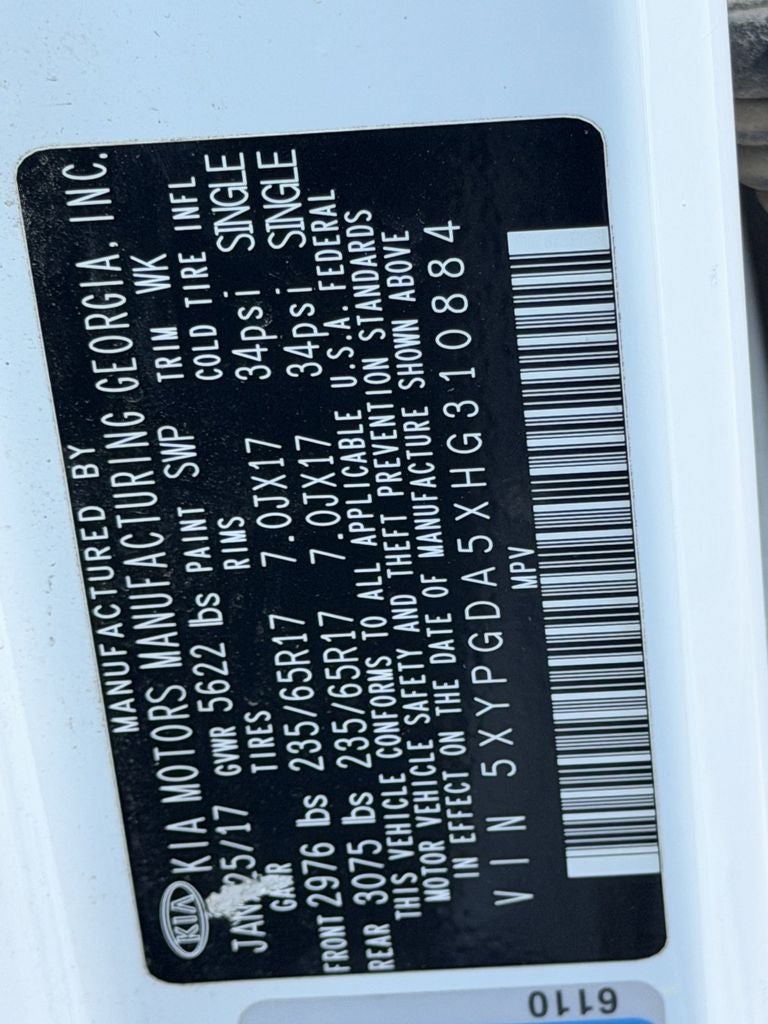 MANUFACTURED BY
KIA KIA MOTORS MANUFACTURING GEORGIA, INC.
JAN 25/17 GVWR 5622 lbs PAINT SWP TRIM WK
GAWR TIRES RIMS COLD TIRE INFL
FRONT 2976 lbs 235/65R17 7.0JX17 34psi SINGLE
REAR 3075 lbs 235/65R17 7.0JX17 34psi SINGLE
THIS VEHICLE CONFORMS TO ALL APPLICABLE U.S.A. FEDERAL
MOTOR VEHICLE SAFETY AND THEFT PREVENTION STANDARDS
IN EFFECT ON THE DATE OF MANUFACTURE SHOWN ABOVE
VIN 5XYPGDA5XHG310884
MPV
6110